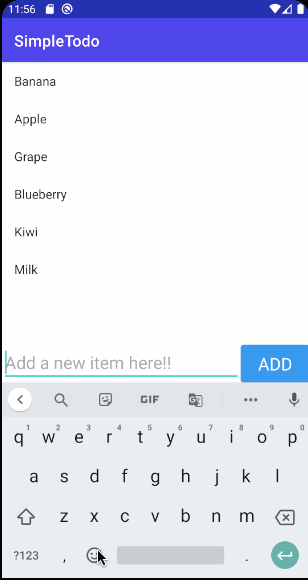 11:56
SimpleTodo
Banana
Apple
Grape
Blueberry
Kiwi
Milk
Add a new item here!! ADD
GIF
1 2 3 4 5 6 7 8 9 0
q w e r t y u i o p
a s d f g h j k l
z x c v b n m
?123 , .